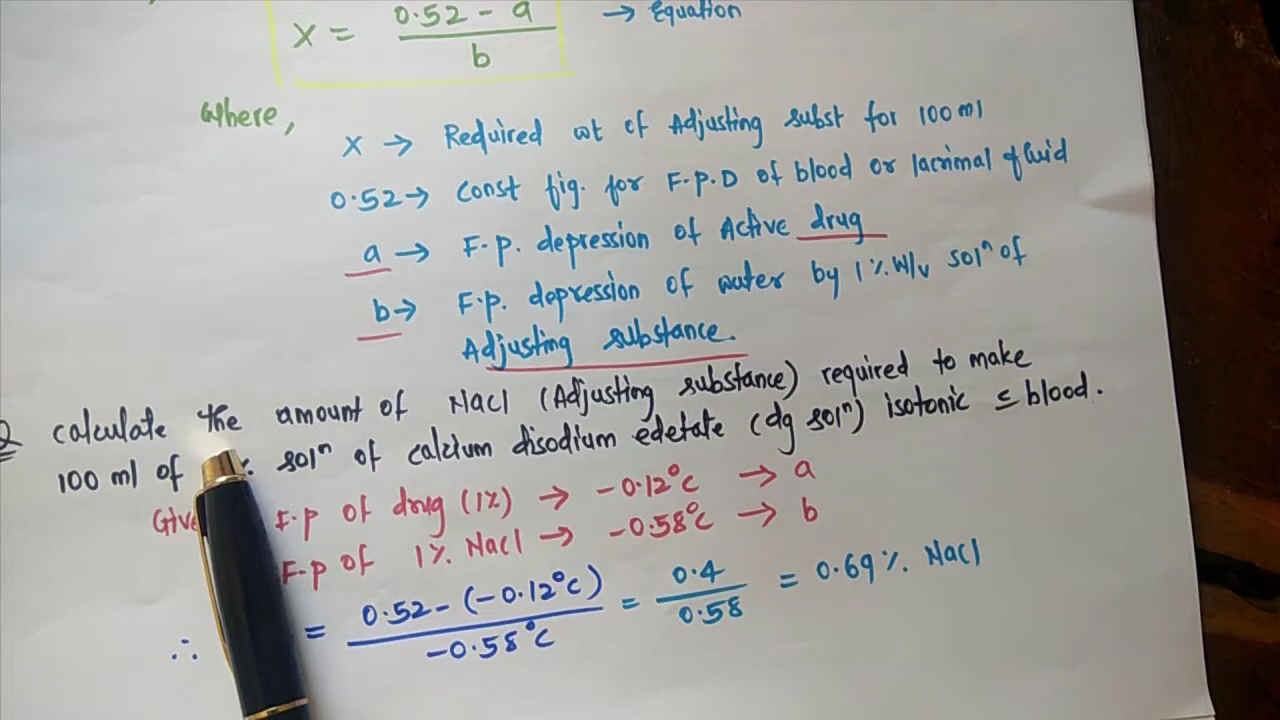 x = 0.52 - a / b → Equation
Where,
x → Required wt of Adjusting subst for 100ml
0.52 → const fig. for F.P.D of blood or lacrimal fluid
a → F.p. depression of Active drug
b → F.p. depression of water by 1%.W/v solⁿ of
Adjusting substance.
Q calculate the amount of NaCl (Adjusting substance) required to make
100 ml of %. solⁿ of calcium disodium edetate (dg solⁿ) isotonic c̄ blood.
Give F.p of drug (1%) → -0.12°c → a
F.p of 1%. NaCl → -0.58°c → b
∴ = 0.52 - (-0.12°c) / -0.58°c = 0.4 / 0.58 = 0.69%. NaCl